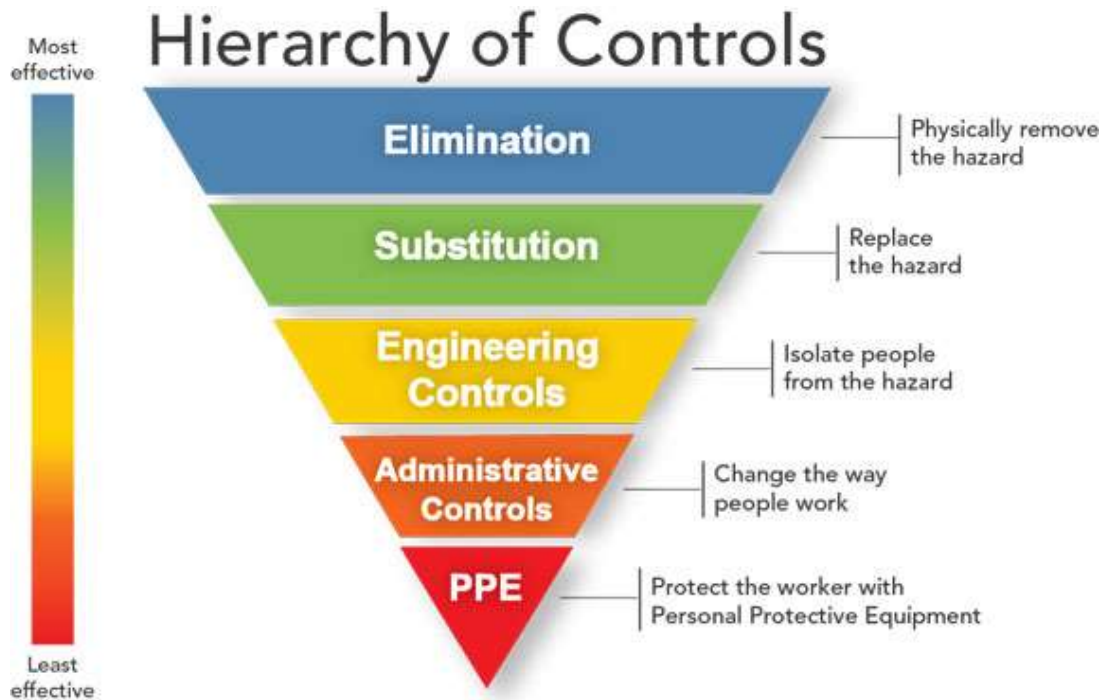 Hierarchy of Controls
Most
effective
Elimination
Physically remove
the hazard
Substitution
Replace
the hazard
Engineering
Controls
Isolate people
from the hazard
Administrative
Controls
Change the way
people work
PPE
Protect the worker with
Personal Protective Equipment
Least
effective